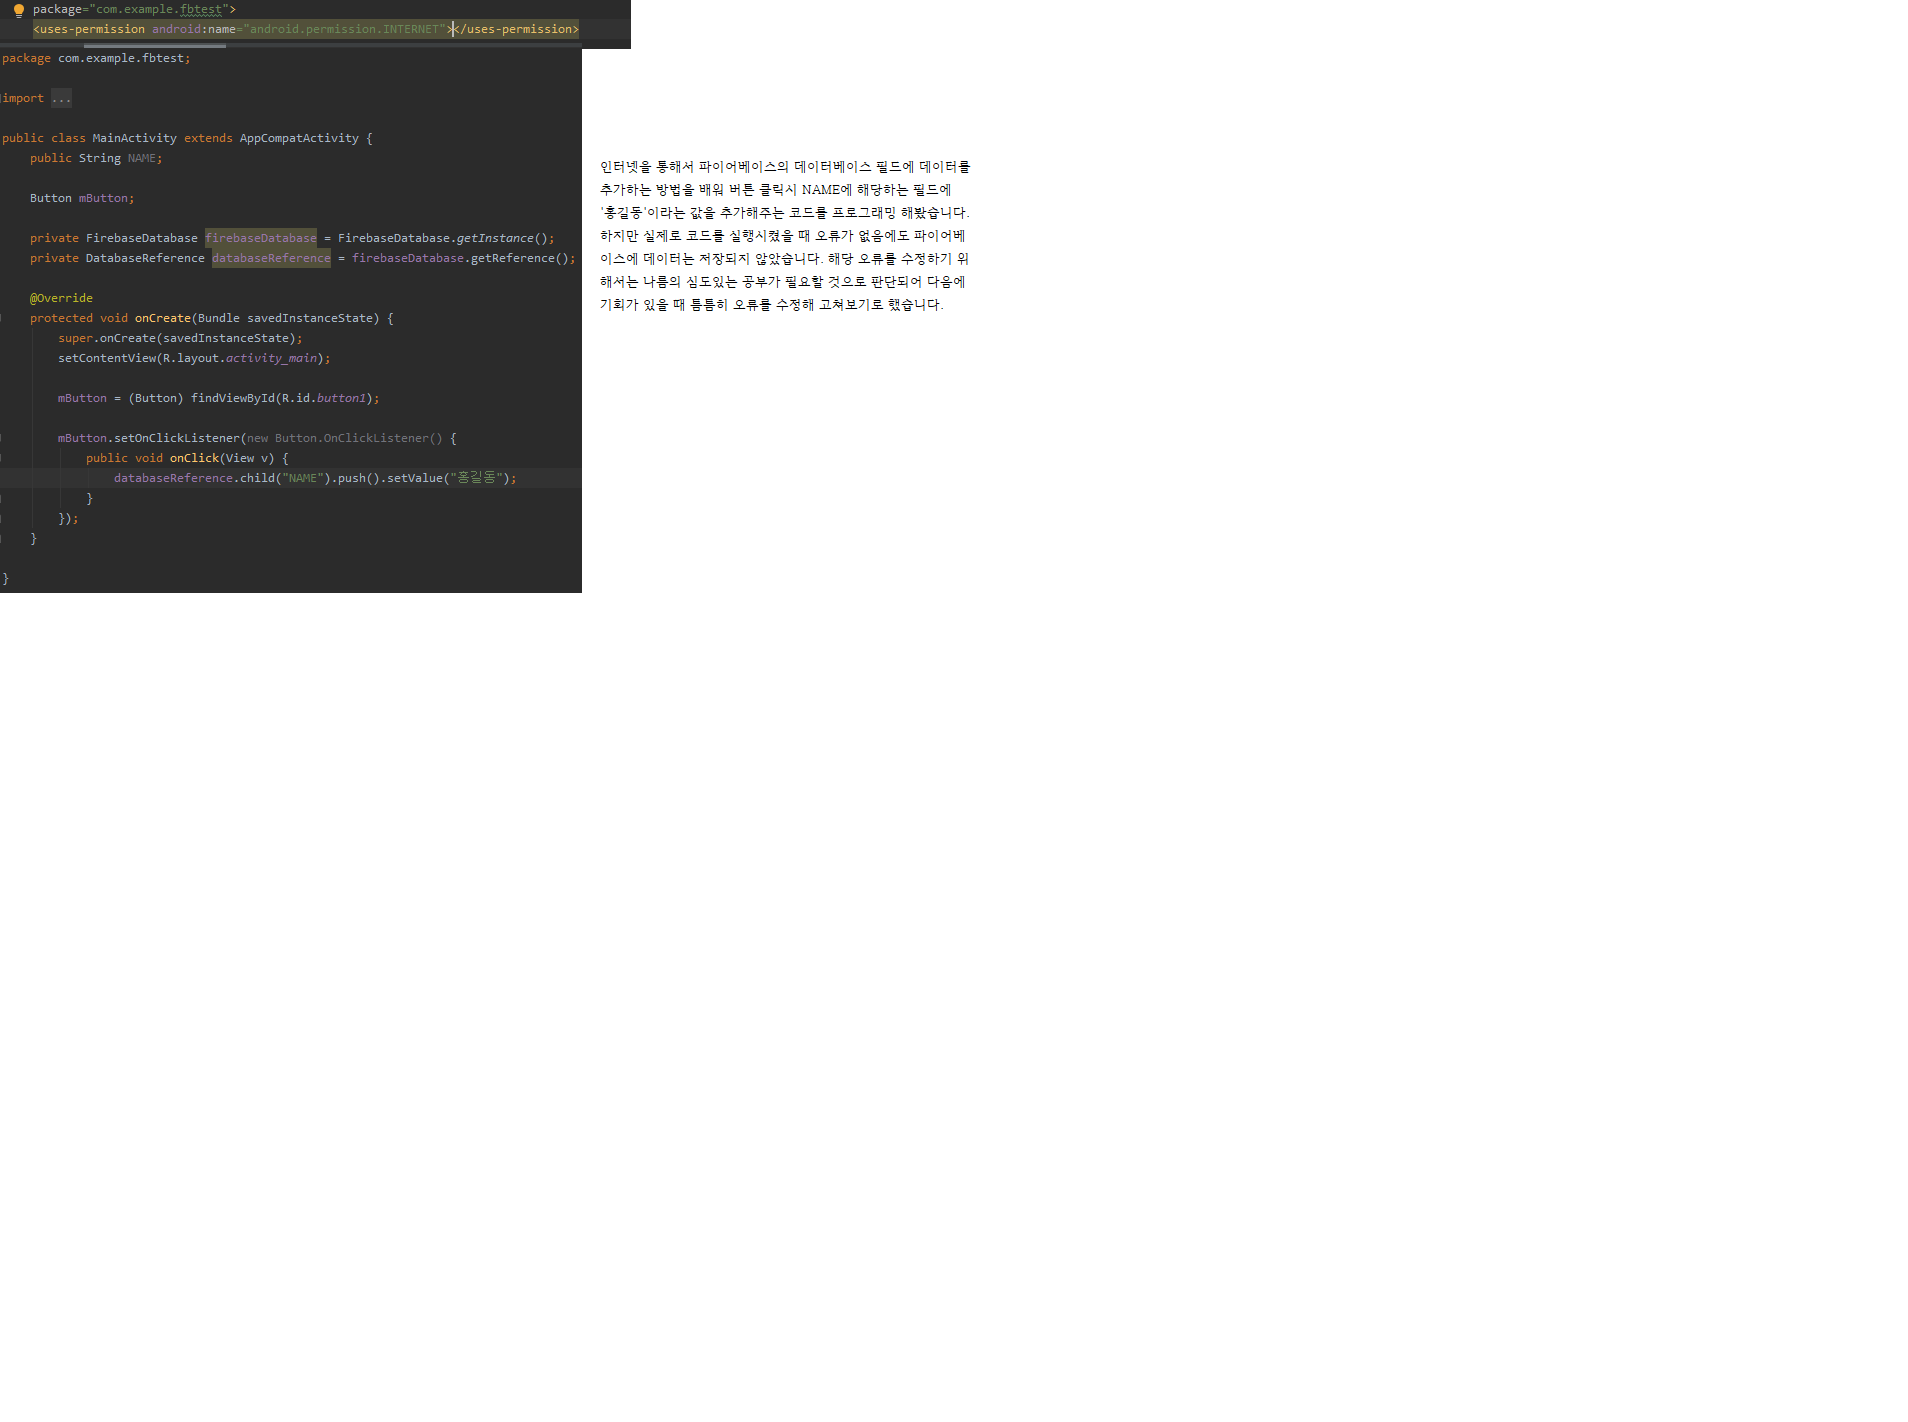 package="com.example.fbtest">
<uses-permission android:name="android.permission.INTERNET"></uses-permission>
package com.example.fbtest;
import ...
public class MainActivity extends AppCompatActivity {
public String NAME;
Button mButton;
private FirebaseDatabase firebaseDatabase = FirebaseDatabase.getInstance();
private DatabaseReference databaseReference = firebaseDatabase.getReference();
@Override
protected void onCreate(Bundle savedInstanceState) {
super.onCreate(savedInstanceState);
setContentView(R.layout.activity_main);
mButton = (Button) findViewById(R.id.button1);
mButton.setOnClickListener(new Button.OnClickListener() {
public void onClick(View v) {
databaseReference.child("NAME").push().setValue("홍길동");
}
});
}
}
인터넷을 통해서 파이어베이스의 데이터베이스 필드에 데이터를
추가하는 방법을 배워 버튼 클릭시 NAME에 해당하는 필드에
'홍길동'이라는 값을 추가해주는 코드를 프로그래밍 해봤습니다.
하지만 실제로 코드를 실행시켰을 때 오류가 없음에도 파이어베
이스에 데이터는 저장되지 않았습니다. 해당 오류를 수정하기 위
해서는 나름의 심도있는 공부가 필요할 것으로 판단되어 다음에
기회가 있을 때 틈틈히 오류를 수정해 고쳐보기로 했습니다.